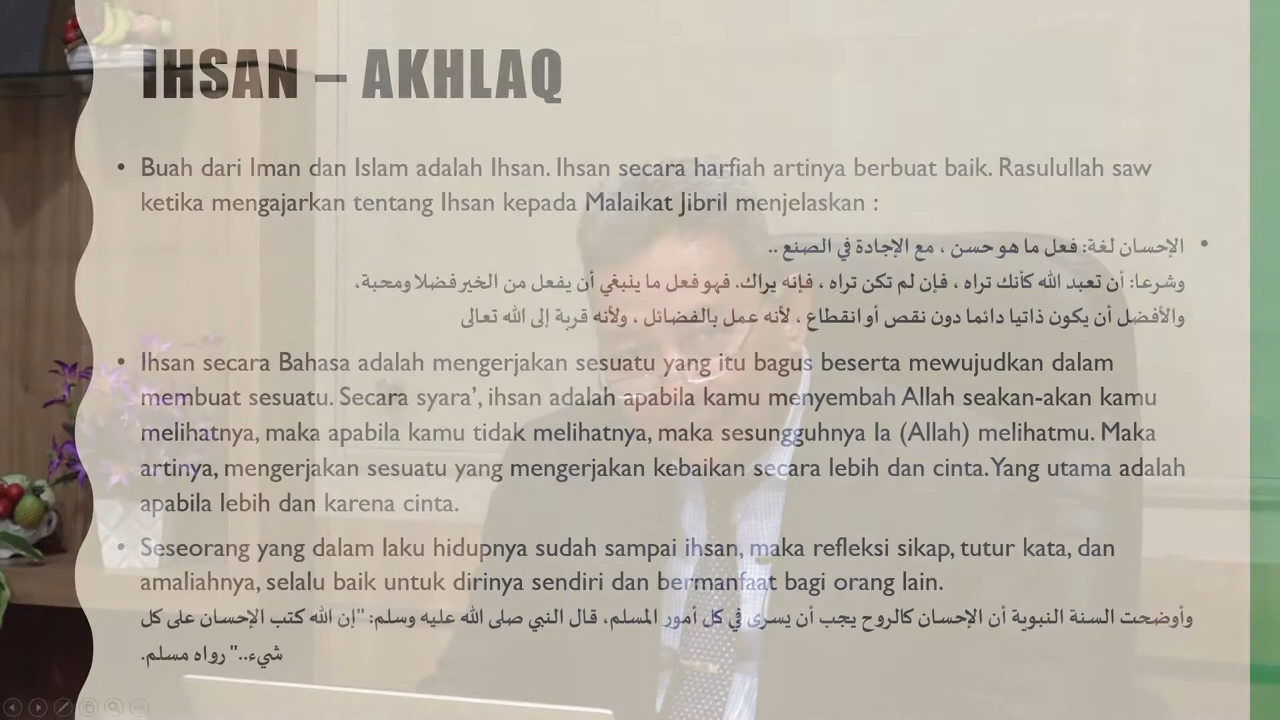 IHSAN – AKHLAQ
• Buah dari Iman dan Islam adalah Ihsan. Ihsan secara harfiah artinya berbuat baik. Rasulullah saw
ketika mengajarkan tentang Ihsan kepada Malaikat Jibril menjelaskan :
• الإحسان لغة: فعل ما هو حسن ، مع الإجادة في الصنع ..
وشرعا: أن تعبد الله كأنك تراه ، فإن لم تكن تراه ، فإنه يراك. فهو فعل ما ينبغي أن يفعل من الخير فضلا ومحبة،
والأفضل أن يكون ذاتيا دائما دون نقص أو انقطاع ، لأنه عمل بالفضائل ، ولأنه قربة إلى الله تعالى
• Ihsan secara Bahasa adalah mengerjakan sesuatu yang itu bagus beserta mewujudkan dalam
membuat sesuatu. Secara syara’, ihsan adalah apabila kamu menyembah Allah seakan-akan kamu
melihatnya, maka apabila kamu tidak melihatnya, maka sesungguhnya Ia (Allah) melihatmu. Maka
artinya, mengerjakan sesuatu yang mengerjakan kebaikan secara lebih dan cinta. Yang utama adalah
apabila lebih dan karena cinta.
• Seseorang yang dalam laku hidupnya sudah sampai ihsan, maka refleksi sikap, tutur kata, dan
amaliahnya, selalu baik untuk dirinya sendiri dan bermanfaat bagi orang lain.
وأوضحت السنة النبوية أن الإحسان كالروح يجب أن يسرى في كل أمور المسلم، قال النبي صلى الله عليه وسلم: "إن الله كتب الإحسان على كل
شيء.." رواه مسلم.